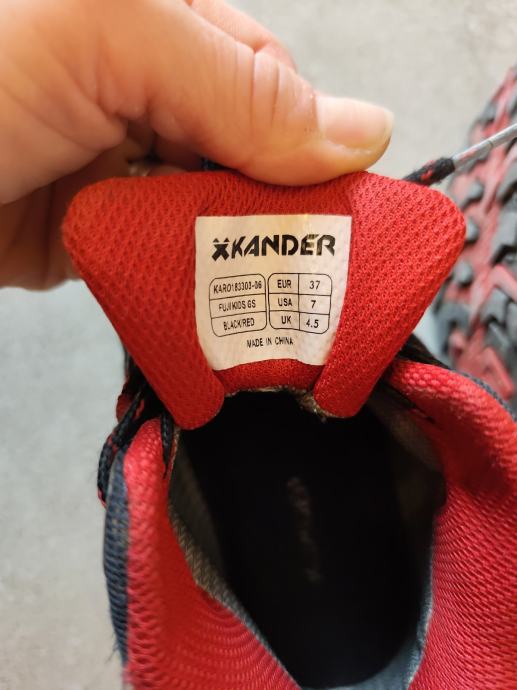 XKANDER
KARO183303-06 EUR 37
FUJI KIDS GS USA 7
BLACK/RED UK 4.5
MADE IN CHINA